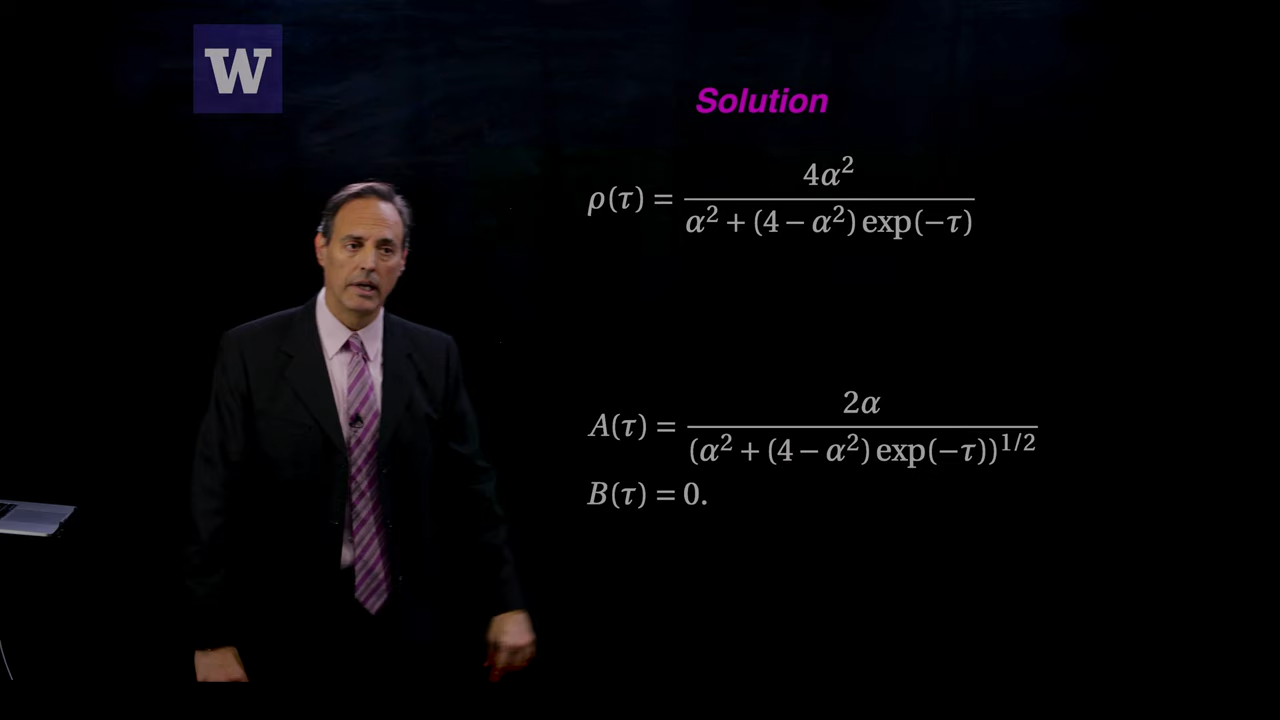 W
Solution
ρ(τ) = 4α² / (α² + (4 − α²) exp(−τ))
A(τ) = 2α / (α² + (4 − α²) exp(−τ))^{1/2}
B(τ) = 0.